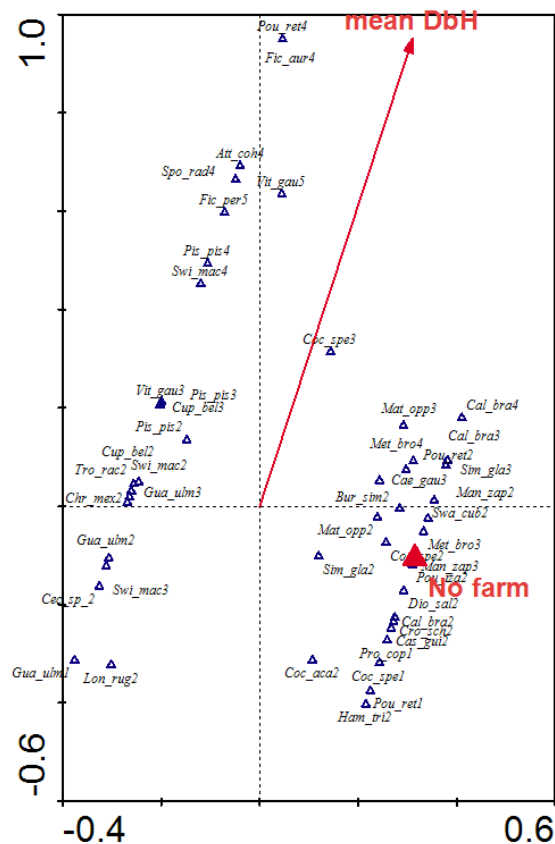 1.0
mean DbH
Pou_ret4
Fic_aur4
Att_coh4
Spo_rad4
Vit_gau5
Fic_per5
Pis_pis4
Swi_mac4
Coc_spe3
Vit_gau3
Pis_pis3
Cup_bel3
Mat_opp3
Cal_bra4
Pis_pis2
Cal_bra3
Met_bro4
Cup_bel2
Pou_ret2
Tro_rac2
Swi_mac2
Cae_gau3
Sim_gla3
Chr_mex2
Gua_ulm3
Bur_sim2
Man_zap2
Swa_cub2
Mat_opp2
Gua_ulm2
Met_bro3
Sim_gla2
Man_zap3
Cec_sp_2
Swi_mac3
No farm
Dio_sal2
Cal_bra2
Cro_sch2
Cas_gui2
Pro_cop1
Gua_ulm1
Lon_rug2
Coc_aca2
Coc_spe1
Pou_ret1
Ham_tri2
-0.6
-0.4
0.6